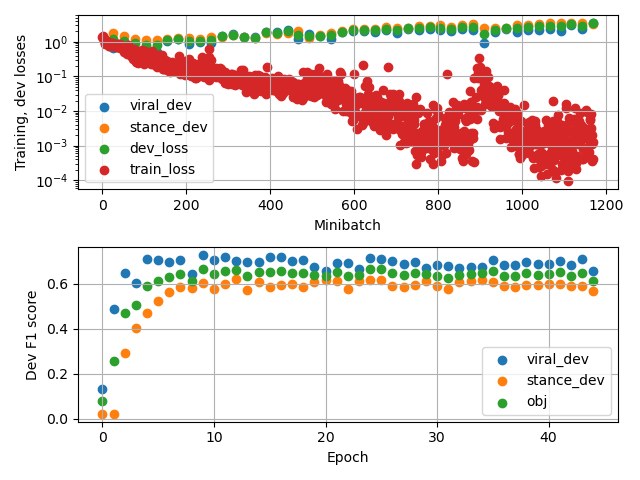 Training, dev losses
10⁰
10⁻¹
10⁻²
10⁻³
10⁻⁴
viral_dev
stance_dev
dev_loss
train_loss
0 200 400 600 800 1000 1200
Minibatch
Dev F1 score
0.6
0.4
0.2
0.0
viral_dev
stance_dev
obj
0 10 20 30 40
Epoch